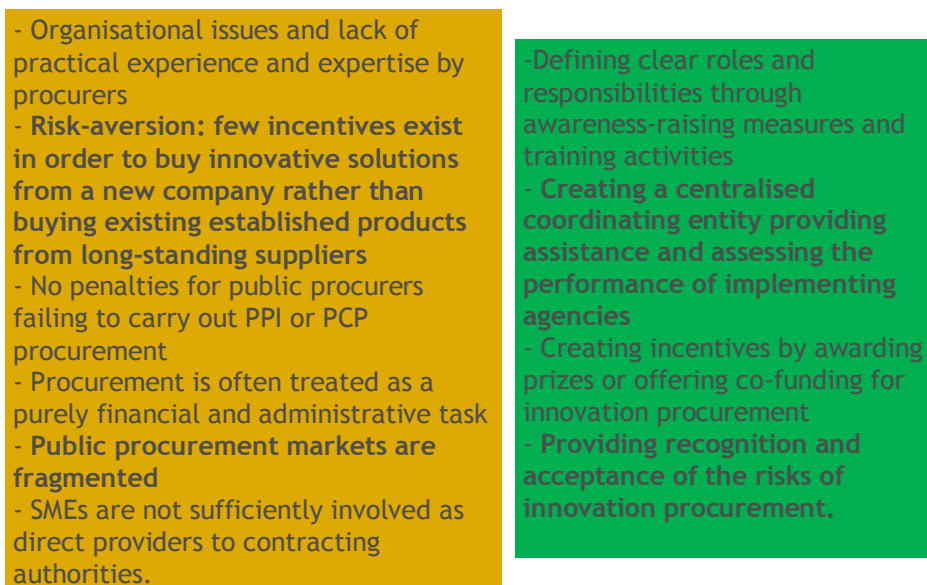 - Organisational issues and lack of
practical experience and expertise by
procurers
- Risk-aversion: few incentives exist
in order to buy innovative solutions
from a new company rather than
buying existing established products
from long-standing suppliers
- No penalties for public procurers
failing to carry out PPI or PCP
procurement
- Procurement is often treated as a
purely financial and administrative task
- Public procurement markets are
fragmented
- SMEs are not sufficiently involved as
direct providers to contracting
authorities.
-Defining clear roles and
responsibilities through
awareness-raising measures and
training activities
- Creating a centralised
coordinating entity providing
assistance and assessing the
performance of implementing
agencies
- Creating incentives by awarding
prizes or offering co-funding for
innovation procurement
- Providing recognition and
acceptance of the risks of
innovation procurement.